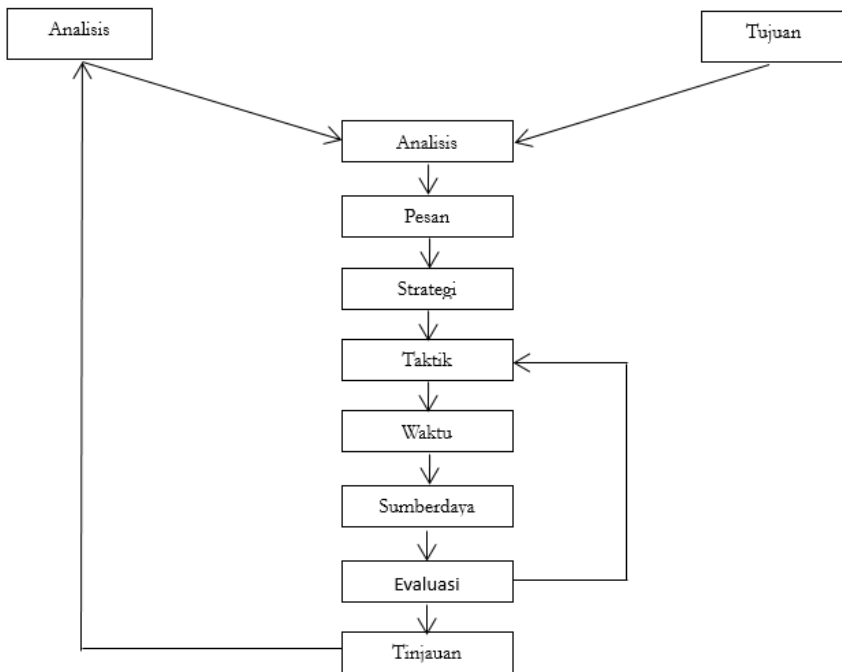 Analisis
Tujuan
Analisis
Pesan
Strategi
Taktik
Waktu
Sumberdaya
Evaluasi
Tinjauan